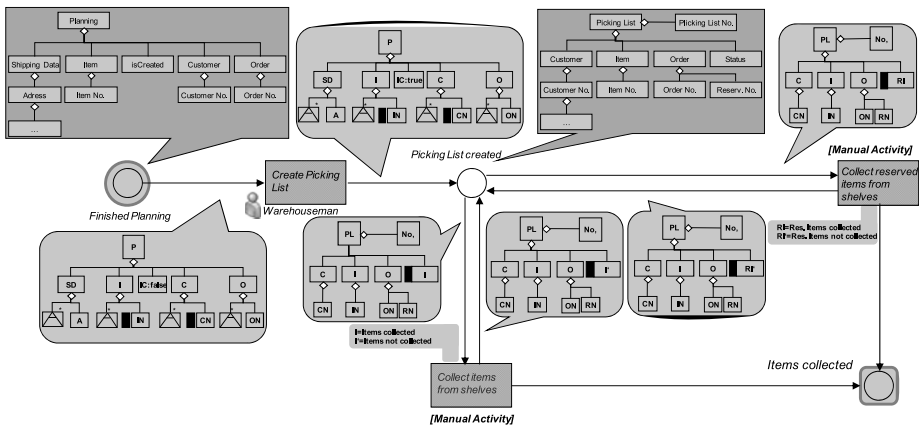 Planning
Shipping Data
Item
isCreated
Customer
Order
Adress
Item No.
Customer No.
Order No.
...
P
SD
I
IC:true
C
O
*
A
*
IN
*
CN
*
ON
Picking List
Plicking List No.
Customer
Item
Order
Status
Customer No.
Item No.
Order No.
Reserv. No.
...
PL
No,
C
I
O
RI
CN
IN
ON
RN
[Manual Activity]
Picking List created
Create Picking
List
Collect reserved
items from
shelves
Finished Planning
Warehouseman
RI=Res. Items collected
RI'=Res. Items not collected
P
SD
I
IC:false
C
O
*
A
*
IN
*
CN
*
ON
PL
No,
C
I
O
I
CN
IN
ON
RN
PL
No,
C
I
O
I'
CN
IN
ON
RN
PL
No,
C
I
O
RI'
CN
IN
ON
RN
I=Items collected
I'=Items not collected
Items collected
Collect items
from shelves
[Manual Activity]